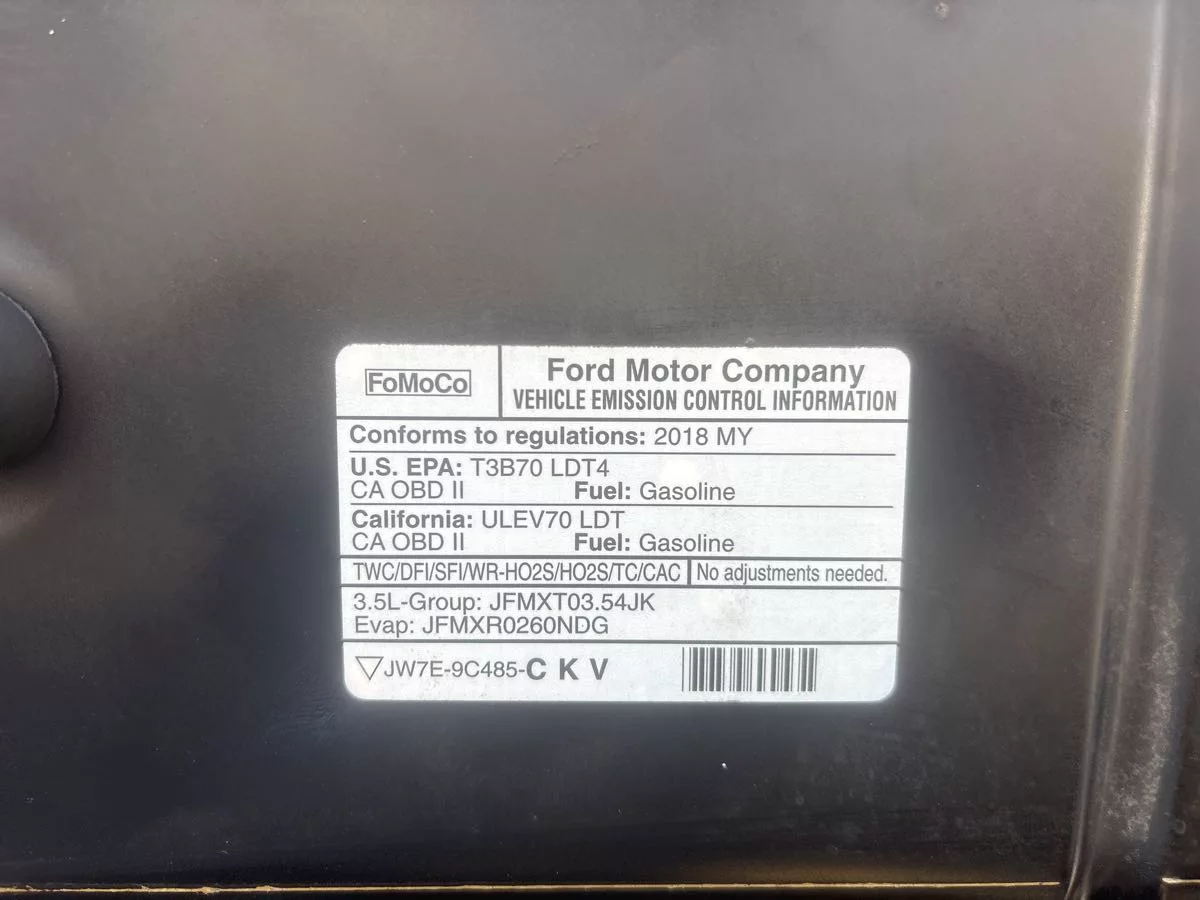 FoMoCo
Ford Motor Company
VEHICLE EMISSION CONTROL INFORMATION
Conforms to regulations: 2018 MY
U.S. EPA: T3B70 LDT4
CA OBD II Fuel: Gasoline
California: ULEV70 LDT
CA OBD II Fuel: Gasoline
TWC/DFI/SFI/WR-HO2S/HO2S/TC/CAC No adjustments needed.
3.5L-Group: JFMXT03.54JK
Evap: JFMXR0260NDG
JW7E-9C485-C K V